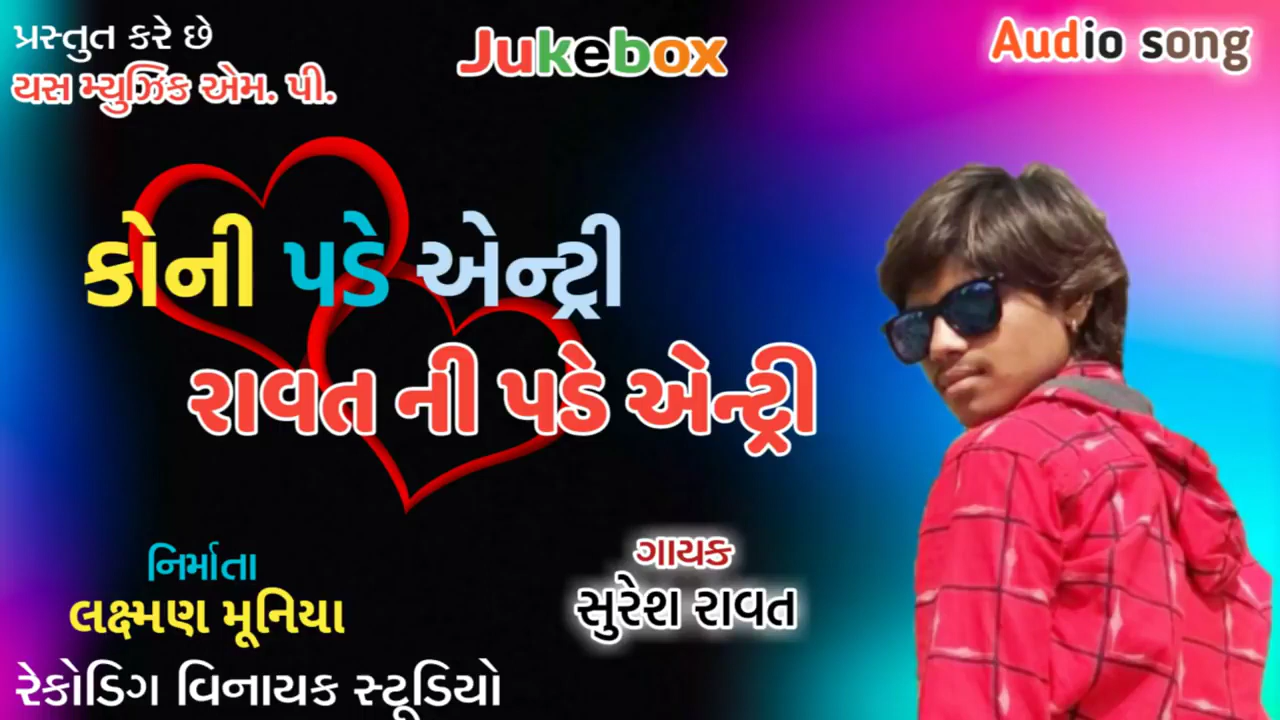 પ્રસ્તુત કરે છે
યસ મ્યુઝિક એમ. પી.
Jukebox
Audio song
કોની પડે એન્ટ્રી
રાવત ની પડે એન્ટ્રી
નિર્માતા
લક્ષ્મણ મૂનિયા
ગાયક
સુરેશ રાવત
રેકોડિગ વિનાયક સ્ટૂડિયો